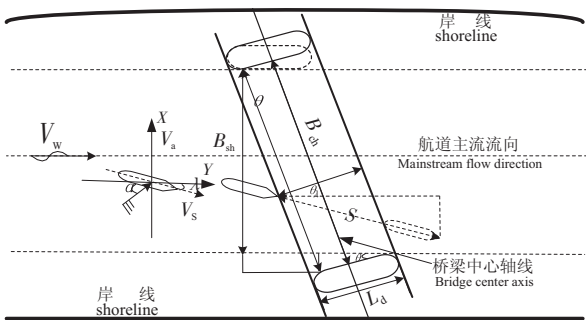 岸 线
shoreline
θ
X
V_a
V_w
B_sh
B_ch
航道主流流向
Mainstream flow direction
Y
α
λ
V_s
S
桥梁中心轴线
Bridge center axis
岸 线
shoreline
L_d